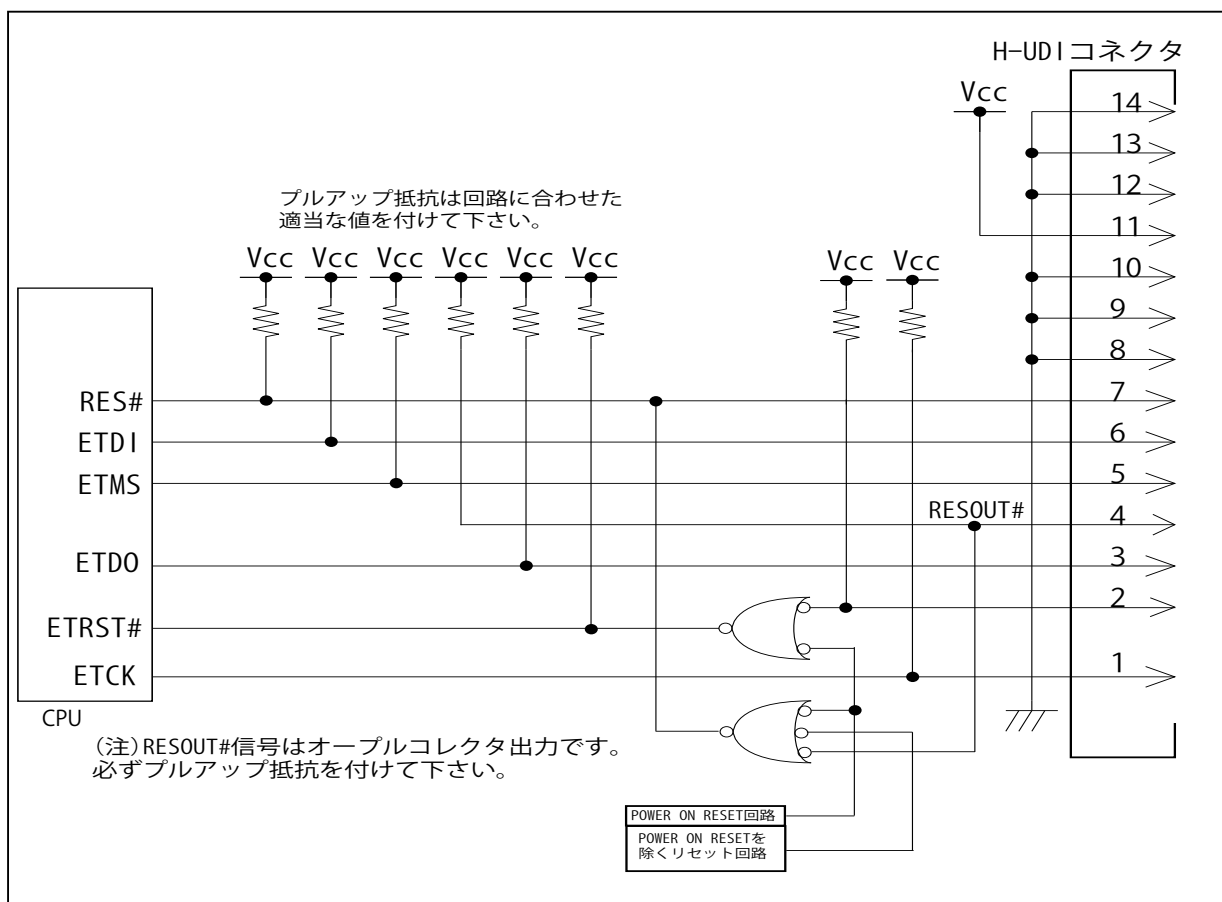 H-UDIコネクタ
Vcc
14
13
12
11
10
9
8
7
6
5
4
3
2
1
プルアップ抵抗は回路に合わせた
適当な値を付けて下さい。
Vcc Vcc Vcc Vcc Vcc Vcc
Vcc Vcc
RES#
ETDI
ETMS
RESOUT#
ETDO
ETRST#
ETCK
CPU
(注)RESOUT#信号はオープルコレクタ出力です。
必ずプルアップ抵抗を付けて下さい。
POWER ON RESET回路
POWER ON RESETを
除くリセット回路